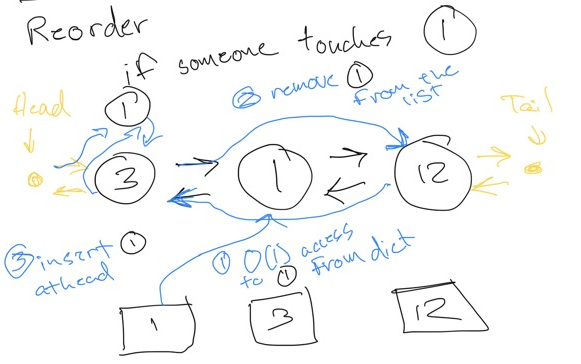 Reorder
if someone touches 1
1
② remove ① from the list
Head
Tail
3
1
12
③ insert ① at head
① O(1) access to ① from dict
1
3
12